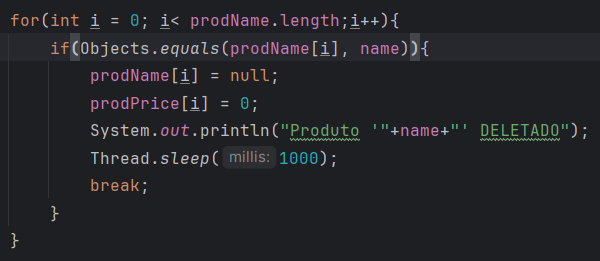 for(int i = 0; i< prodName.length;i++){
    if(Objects.equals(prodName[i], name)){
        prodName[i] = null;
        prodPrice[i] = 0;
        System.out.println("Produto '"+name+"' DELETADO");
        Thread.sleep( millis: 1000);
        break;
    }
}